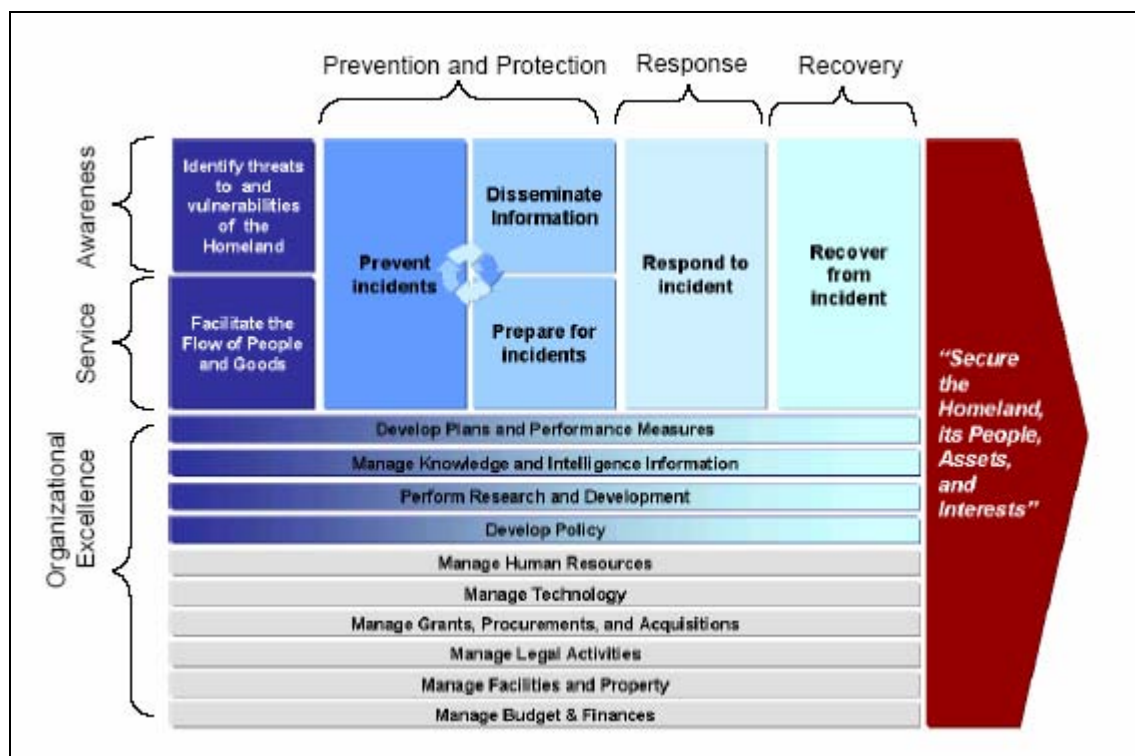 Prevention and Protection
Response
Recovery
Awareness
Identify threats
to and
vulnerabilities
of the
Homeland
Prevent
incidents
Disseminate
Information
Respond to
incident
Recover
from
incident
Service
Facilitate the
Flow of People
and Goods
Prepare for
incidents
Organizational
Excellence
Develop Plans and Performance Measures
Manage Knowledge and Intelligence Information
Perform Research and Development
Develop Policy
Manage Human Resources
Manage Technology
Manage Grants, Procurements, and Acquisitions
Manage Legal Activities
Manage Facilities and Property
Manage Budget & Finances
“Secure
the
Homeland,
its People,
Assets,
and
Interests”